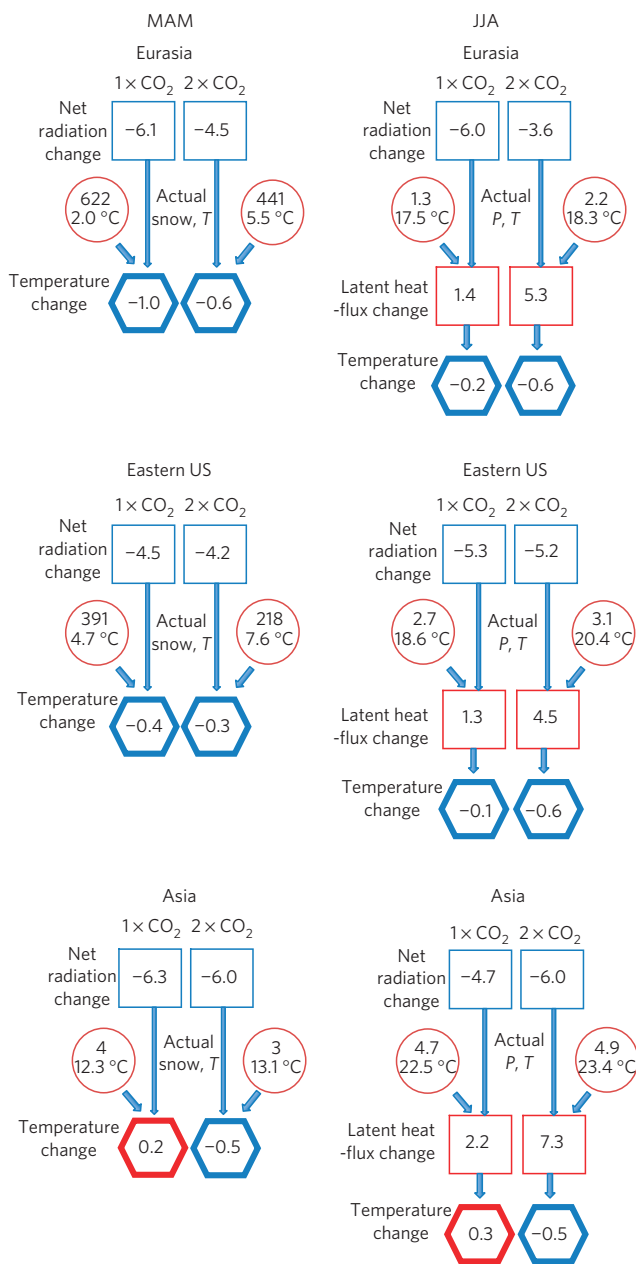 MAM
Eurasia
1 × CO₂ 2 × CO₂
Net
radiation
change
−6.1
−4.5
622
2.0 °C
Actual
snow, T
441
5.5 °C
Temperature
change
−1.0
−0.6
JJA
Eurasia
1 × CO₂ 2 × CO₂
Net
radiation
change
−6.0
−3.6
1.3
17.5 °C
Actual
P, T
2.2
18.3 °C
Latent heat
-flux change
1.4
5.3
Temperature
change
−0.2
−0.6
Eastern US
1 × CO₂ 2 × CO₂
Net
radiation
change
−4.5
−4.2
391
4.7 °C
Actual
snow, T
218
7.6 °C
Temperature
change
−0.4
−0.3
Eastern US
1 × CO₂ 2 × CO₂
Net
radiation
change
−5.3
−5.2
2.7
18.6 °C
Actual
P, T
3.1
20.4 °C
Latent heat
-flux change
1.3
4.5
Temperature
change
−0.1
−0.6
Asia
1 × CO₂ 2 × CO₂
Net
radiation
change
−6.3
−6.0
4
12.3 °C
Actual
snow, T
3
13.1 °C
Temperature
change
0.2
−0.5
Asia
1 × CO₂ 2 × CO₂
Net
radiation
change
−4.7
−6.0
4.7
22.5 °C
Actual
P, T
4.9
23.4 °C
Latent heat
-flux change
2.2
7.3
Temperature
change
0.3
−0.5